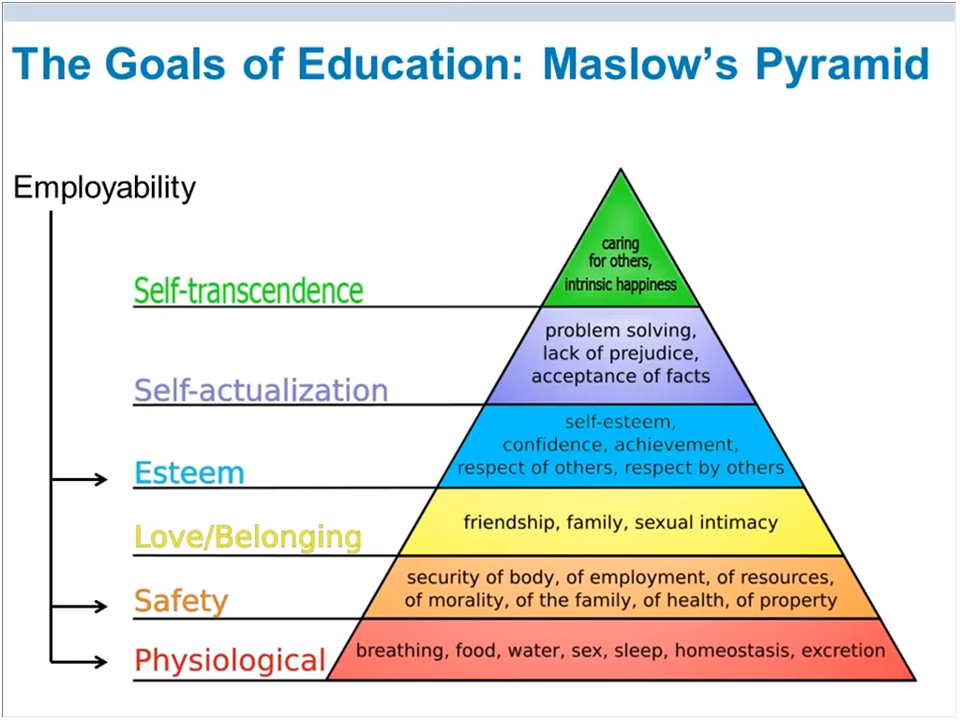 The Goals of Education: Maslow's Pyramid
Employability
caring
for others,
intrinsic happiness
Self-transcendence
problem solving,
lack of prejudice,
acceptance of facts
Self-actualization
self-esteem,
confidence, achievement,
respect of others, respect by others
Esteem
friendship, family, sexual intimacy
Love/Belonging
security of body, of employment, of resources,
of morality, of the family, of health, of property
Safety
breathing, food, water, sex, sleep, homeostasis, excretion
Physiological